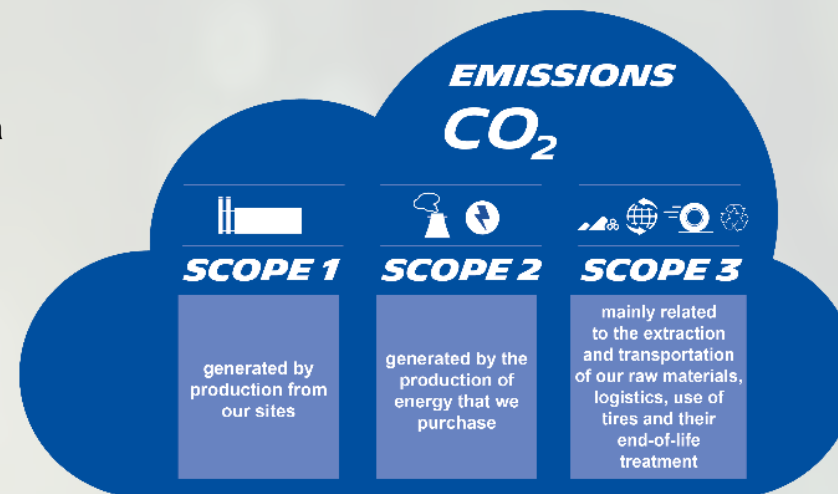 EMISSIONS
CO₂
SCOPE 1
generated by
production from
our sites
SCOPE 2
generated by the
production of
energy that we
purchase
SCOPE 3
mainly related
to the extraction
and transportation
of our raw materials,
logistics, use of
tires and their
end-of-life
treatment